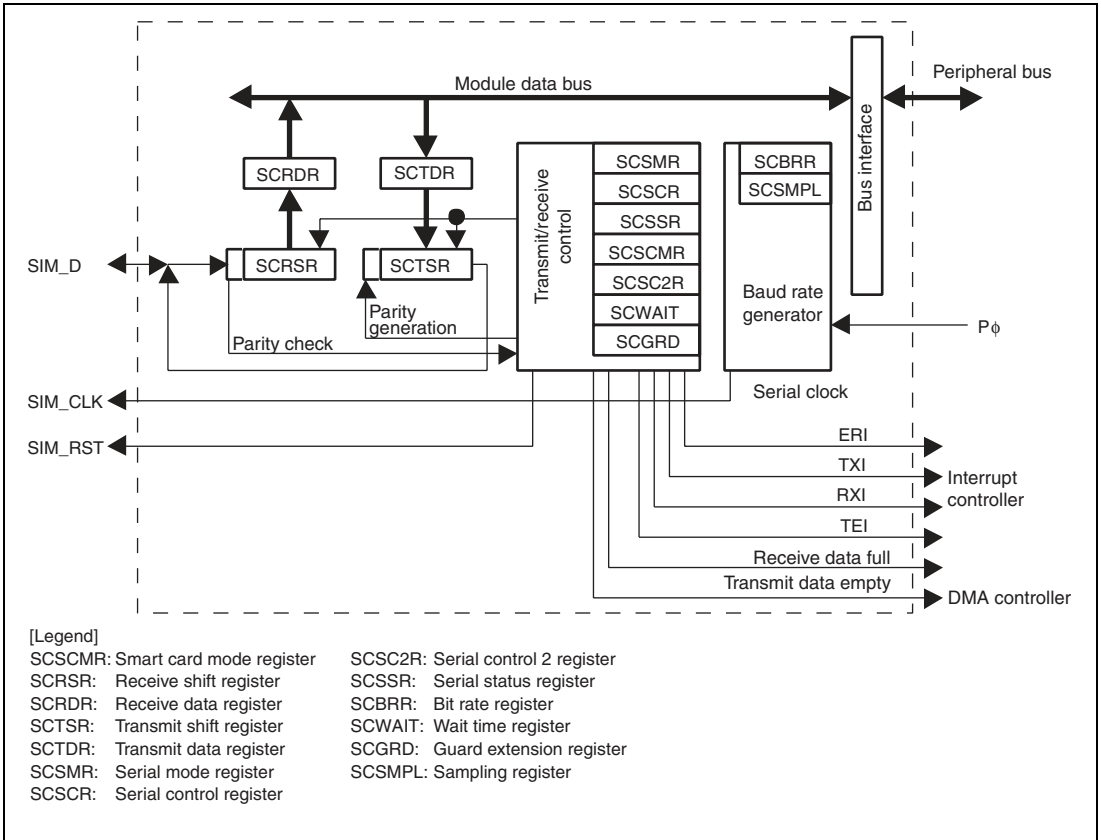 Module data bus
Peripheral bus
Bus interface
SCRDR
SCTDR
SCRSR
SCTSR
Transmit/receive
control
SCSMR
SCSCR
SCSSR
SCSCMR
SCSC2R
SCWAIT
SCGRD
SCBRR
SCSMPL
Baud rate
generator
Pϕ
SIM_D
Parity
generation
Parity check
SIM_CLK
Serial clock
SIM_RST
ERI
TXI
Interrupt
controller
RXI
TEI
Receive data full
Transmit data empty
DMA controller
[Legend]
SCSCMR: Smart card mode register
SCRSR: Receive shift register
SCRDR: Receive data register
SCTSR: Transmit shift register
SCTDR: Transmit data register
SCSMR: Serial mode register
SCSCR: Serial control register
SCSC2R: Serial control 2 register
SCSSR: Serial status register
SCBRR: Bit rate register
SCWAIT: Wait time register
SCGRD: Guard extension register
SCSMPL: Sampling register